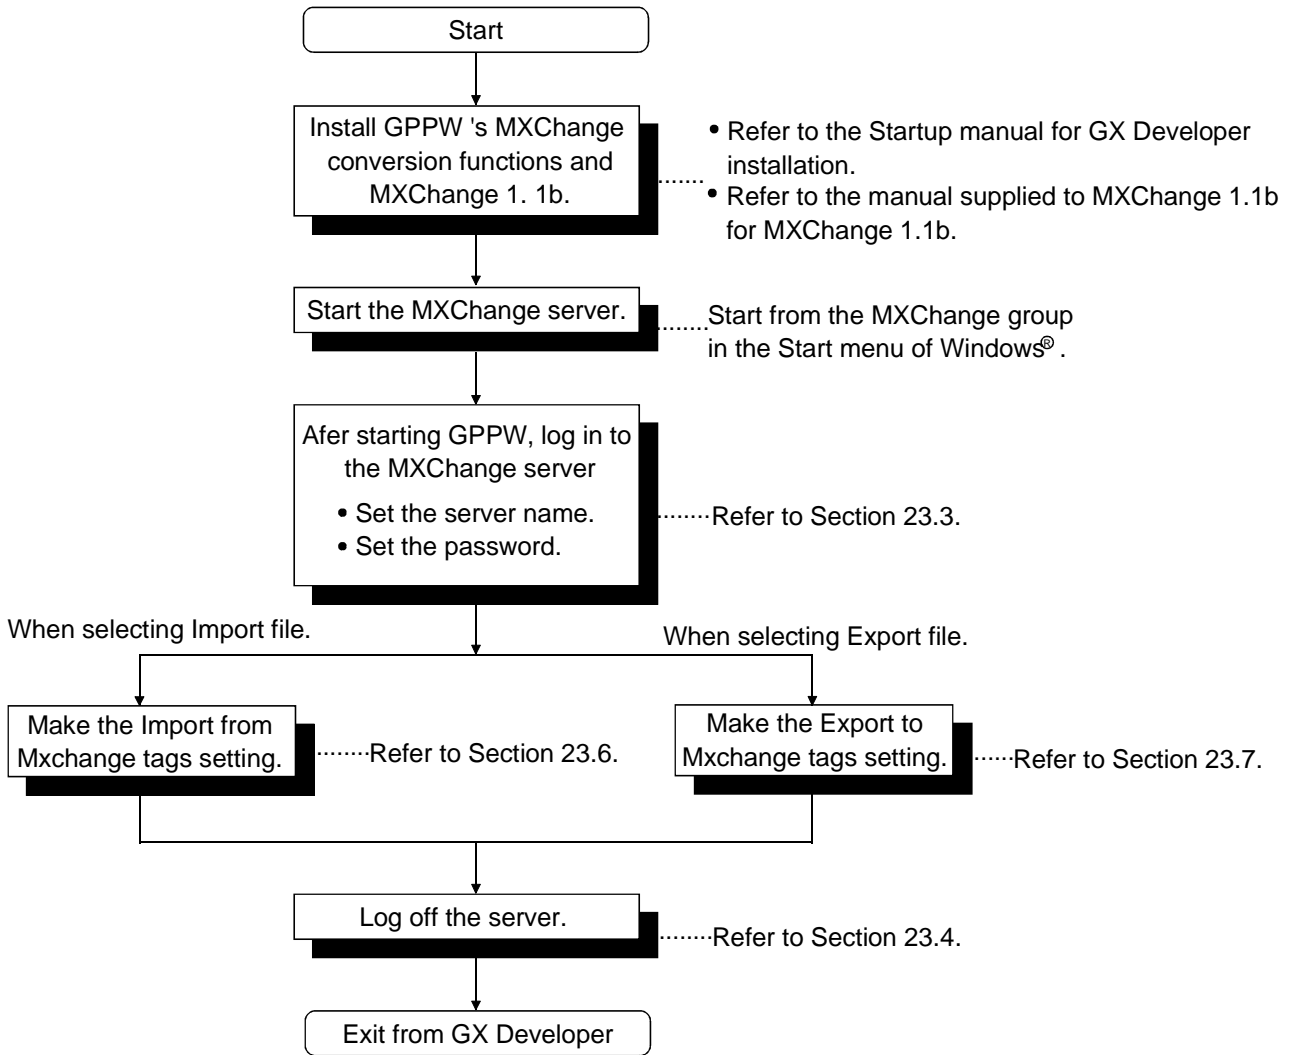 Start
Install GPPW 's MXChange
conversion functions and
MXChange 1. 1b.
• Refer to the Startup manual for GX Developer
installation.
• Refer to the manual supplied to MXChange 1.1b
for MXChange 1.1b.
Start the MXChange server.
Start from the MXChange group
in the Start menu of Windows® .
Afer starting GPPW, log in to
the MXChange server
• Set the server name.
• Set the password.
Refer to Section 23.3.
When selecting Import file.
When selecting Export file.
Make the Import from
Mxchange tags setting.
Refer to Section 23.6.
Make the Export to
Mxchange tags setting.
Refer to Section 23.7.
Log off the server.
Refer to Section 23.4.
Exit from GX Developer